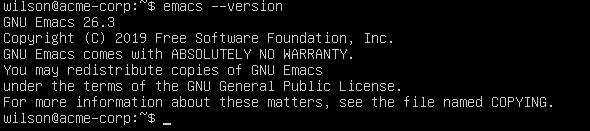 wilson@acme-corp:~$ emacs --version
GNU Emacs 26.3
Copyright (C) 2019 Free Software Foundation, Inc.
GNU Emacs comes with ABSOLUTELY NO WARRANTY.
You may redistribute copies of GNU Emacs
under the terms of the GNU General Public License.
For more information about these matters, see the file named COPYING.
wilson@acme-corp:~$ _